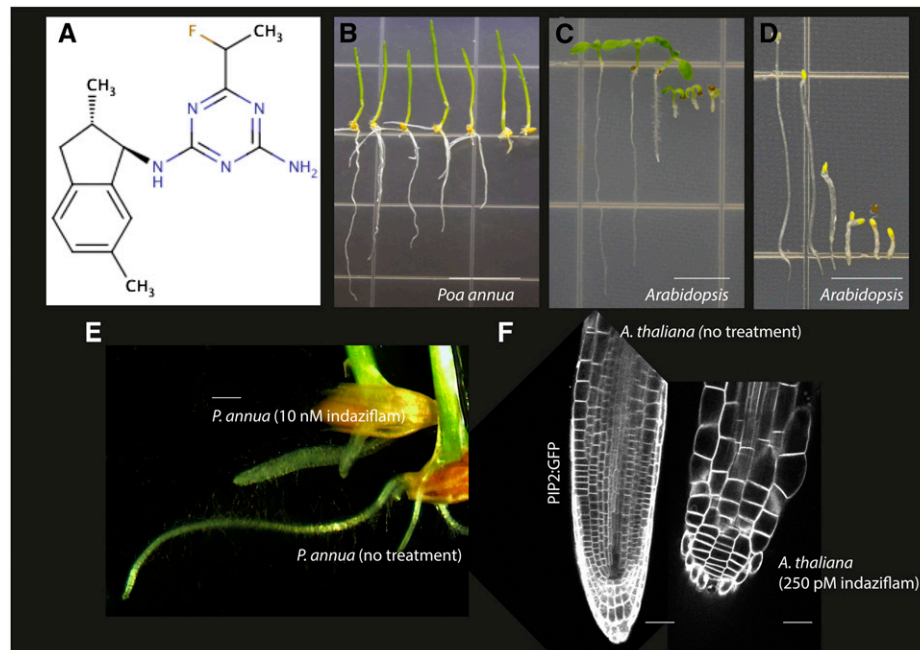 A
F
CH₃
CH₃
N
N
N
H
N
NH₂
CH₃
B
Poa annua
C
Arabidopsis
D
Arabidopsis
E
P. annua (10 nM indaziflam)
P. annua (no treatment)
F
A. thaliana (no treatment)
PIP2:GFP
A. thaliana
(250 pM indaziflam)